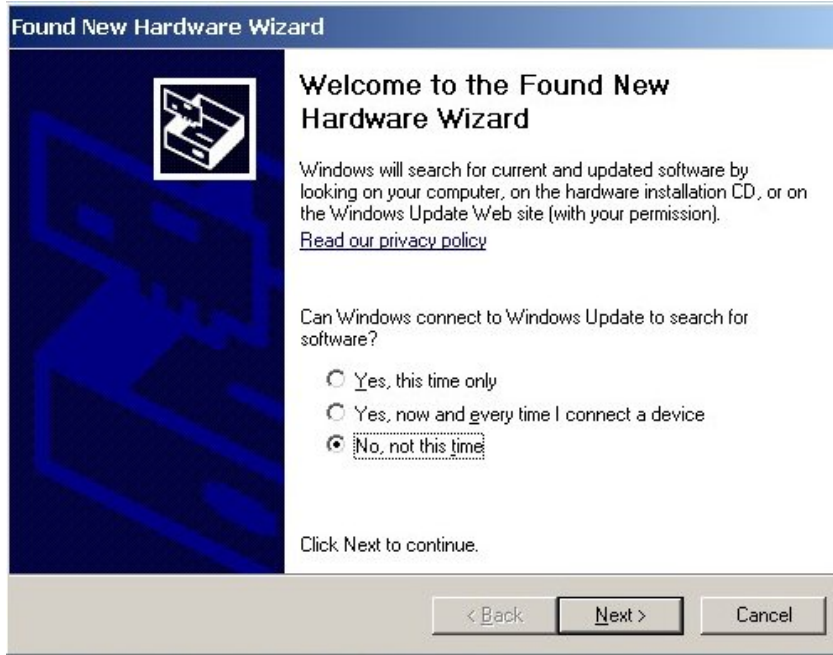 Found New Hardware Wizard
Welcome to the Found New
Hardware Wizard
Windows will search for current and updated software by
looking on your computer, on the hardware installation CD, or on
the Windows Update Web site (with your permission).
Read our privacy policy
Can Windows connect to Windows Update to search for
software?
Yes, this time only
Yes, now and every time I connect a device
No, not this time
Click Next to continue.
< Back Next > Cancel